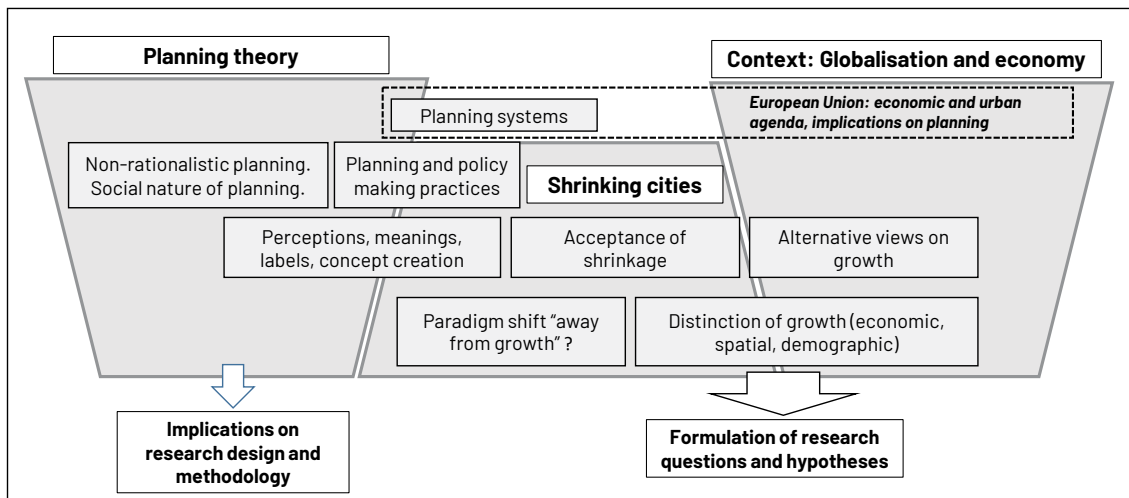 Planning theory
Context: Globalisation and economy
European Union: economic and urban
agenda, implications on planning
Planning systems
Non-rationalistic planning.
Social nature of planning.
Planning and policy
making practices
Shrinking cities
Perceptions, meanings,
labels, concept creation
Acceptance of
shrinkage
Alternative views on
growth
Paradigm shift “away
from growth” ?
Distinction of growth (economic,
spatial, demographic)
Implications on
research design and
methodology
Formulation of research
questions and hypotheses